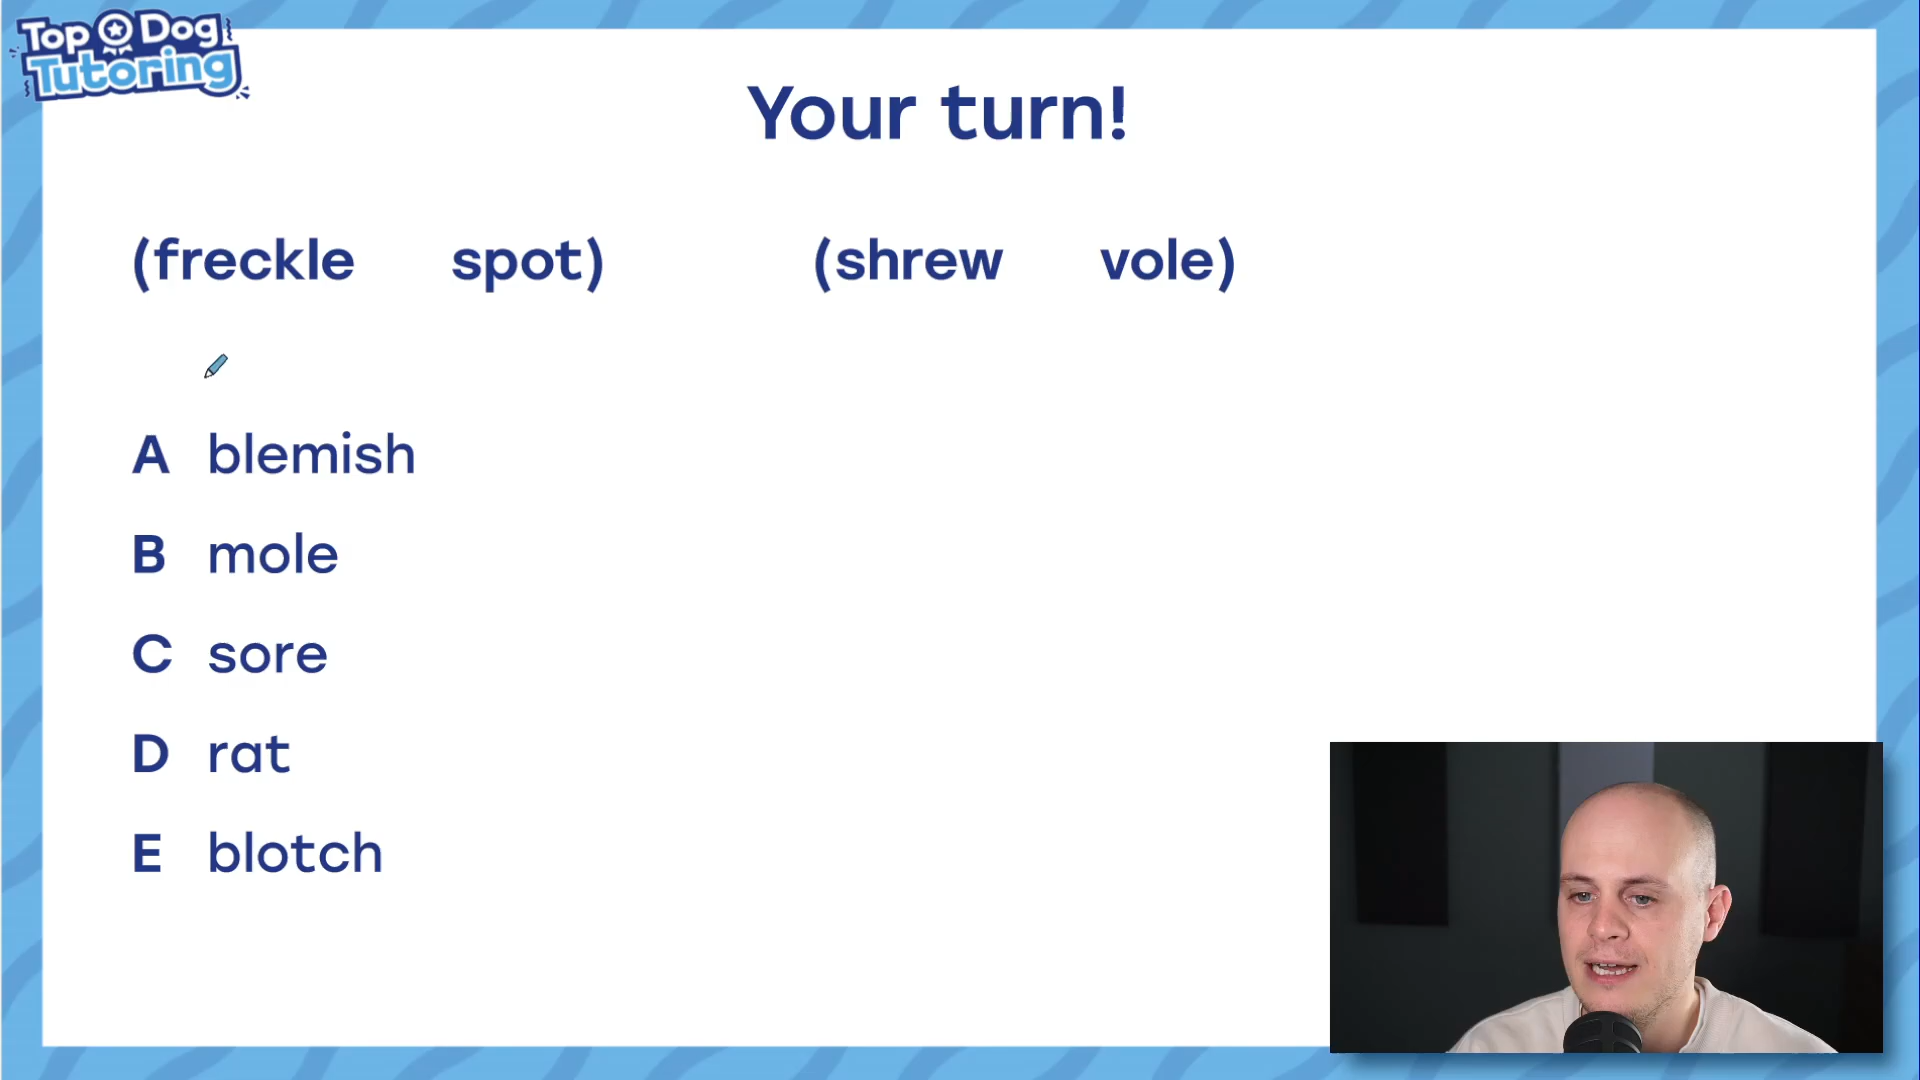 Top Dog
Tutoring
Your turn!
(freckle spot) (shrew vole)
A blemish
B mole
C sore
D rat
E blotch